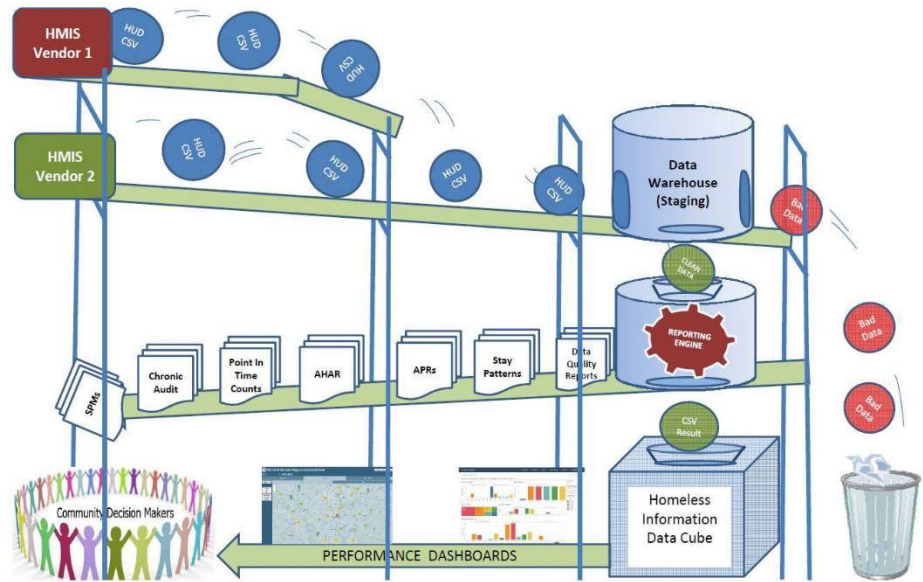 HMIS
Vendor 1
HUD
CSV
HUD
CSV
HUD
CSV
HMIS
Vendor 2
HUD
CSV
HUD
CSV
HUD
CSV
HUD
CSV
Data
Warehouse
(Staging)
Bad
Data
CLEAN
DATA
REPORTING
ENGINE
Bad
Data
SPMs
Chronic
Audit
Point In
Time
Counts
AHAR
APRs
Stay
Patterns
Data
Quality
Reports
CSV
Result
Bad
Data
Community Decision Makers
Homeless
Information
Data Cube
PERFORMANCE DASHBOARDS